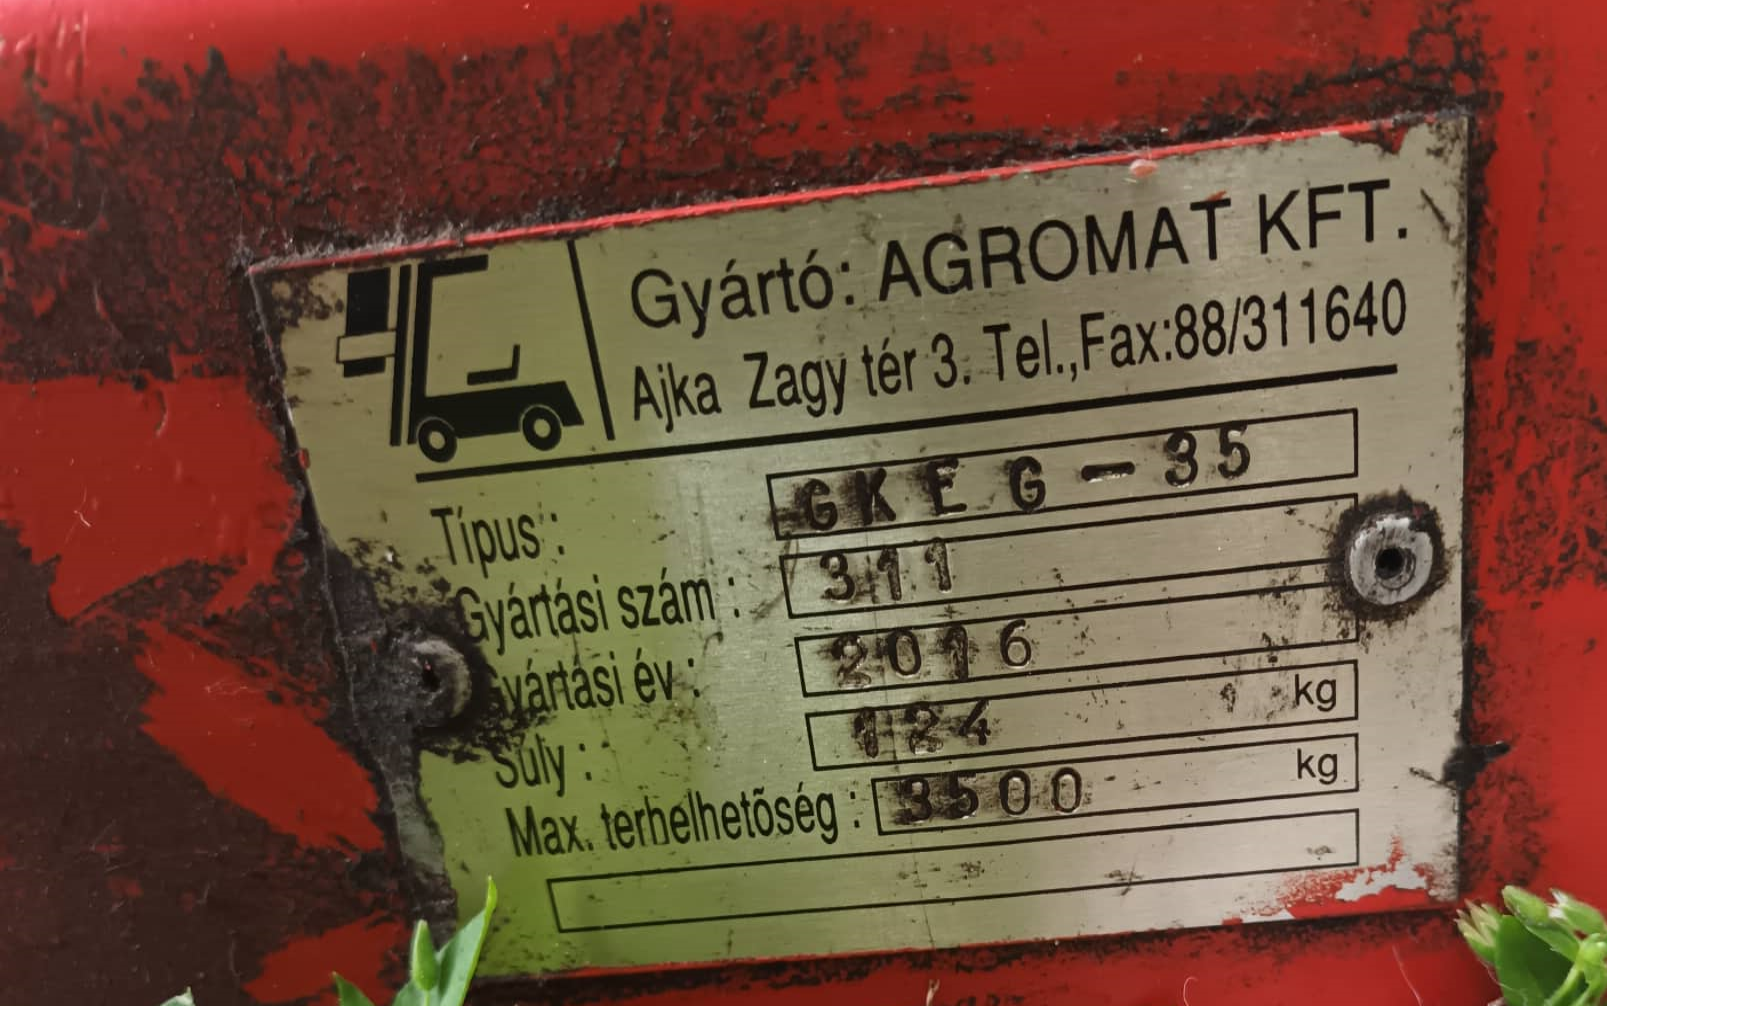 Gyártó: AGROMAT KFT.
Ajka Zagy tér 3. Tel.,Fax:88/311640
Típus : GKEG-35
Gyártási szám : 311
Gyártási év : 2016
Súly : 124 kg
Max. terhelhetõség : 3500 kg